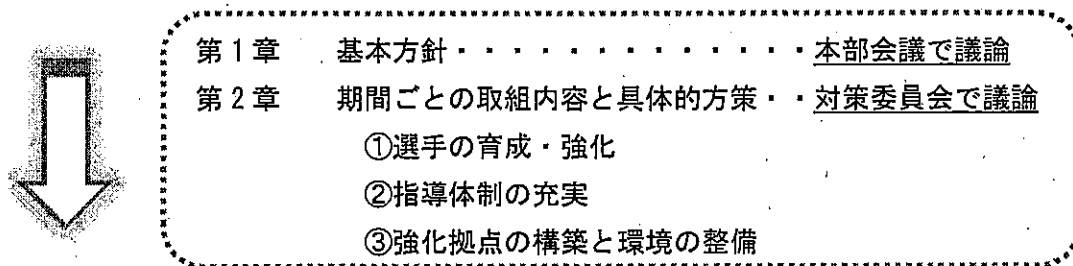 第1章　基本方針・・・・・・・・・・・・・・本部会議で議論
第2章　期間ごとの取組内容と具体的方策・・対策委員会で議論
①選手の育成・強化
②指導体制の充実
③強化拠点の構築と環境の整備